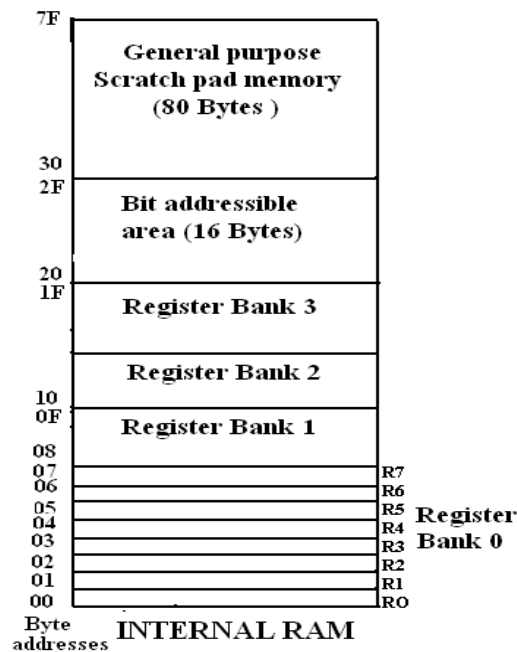 7F
General purpose
Scratch pad memory
(80 Bytes )
30
2F
Bit addressible
area (16 Bytes)
20
1F
Register Bank 3
Register Bank 2
10
0F
Register Bank 1
08
07
R7
06
R6
05
R5
04
R4
Register
Bank 0
03
R3
02
R2
01
R1
00
RO
Byte
addresses
INTERNAL RAM